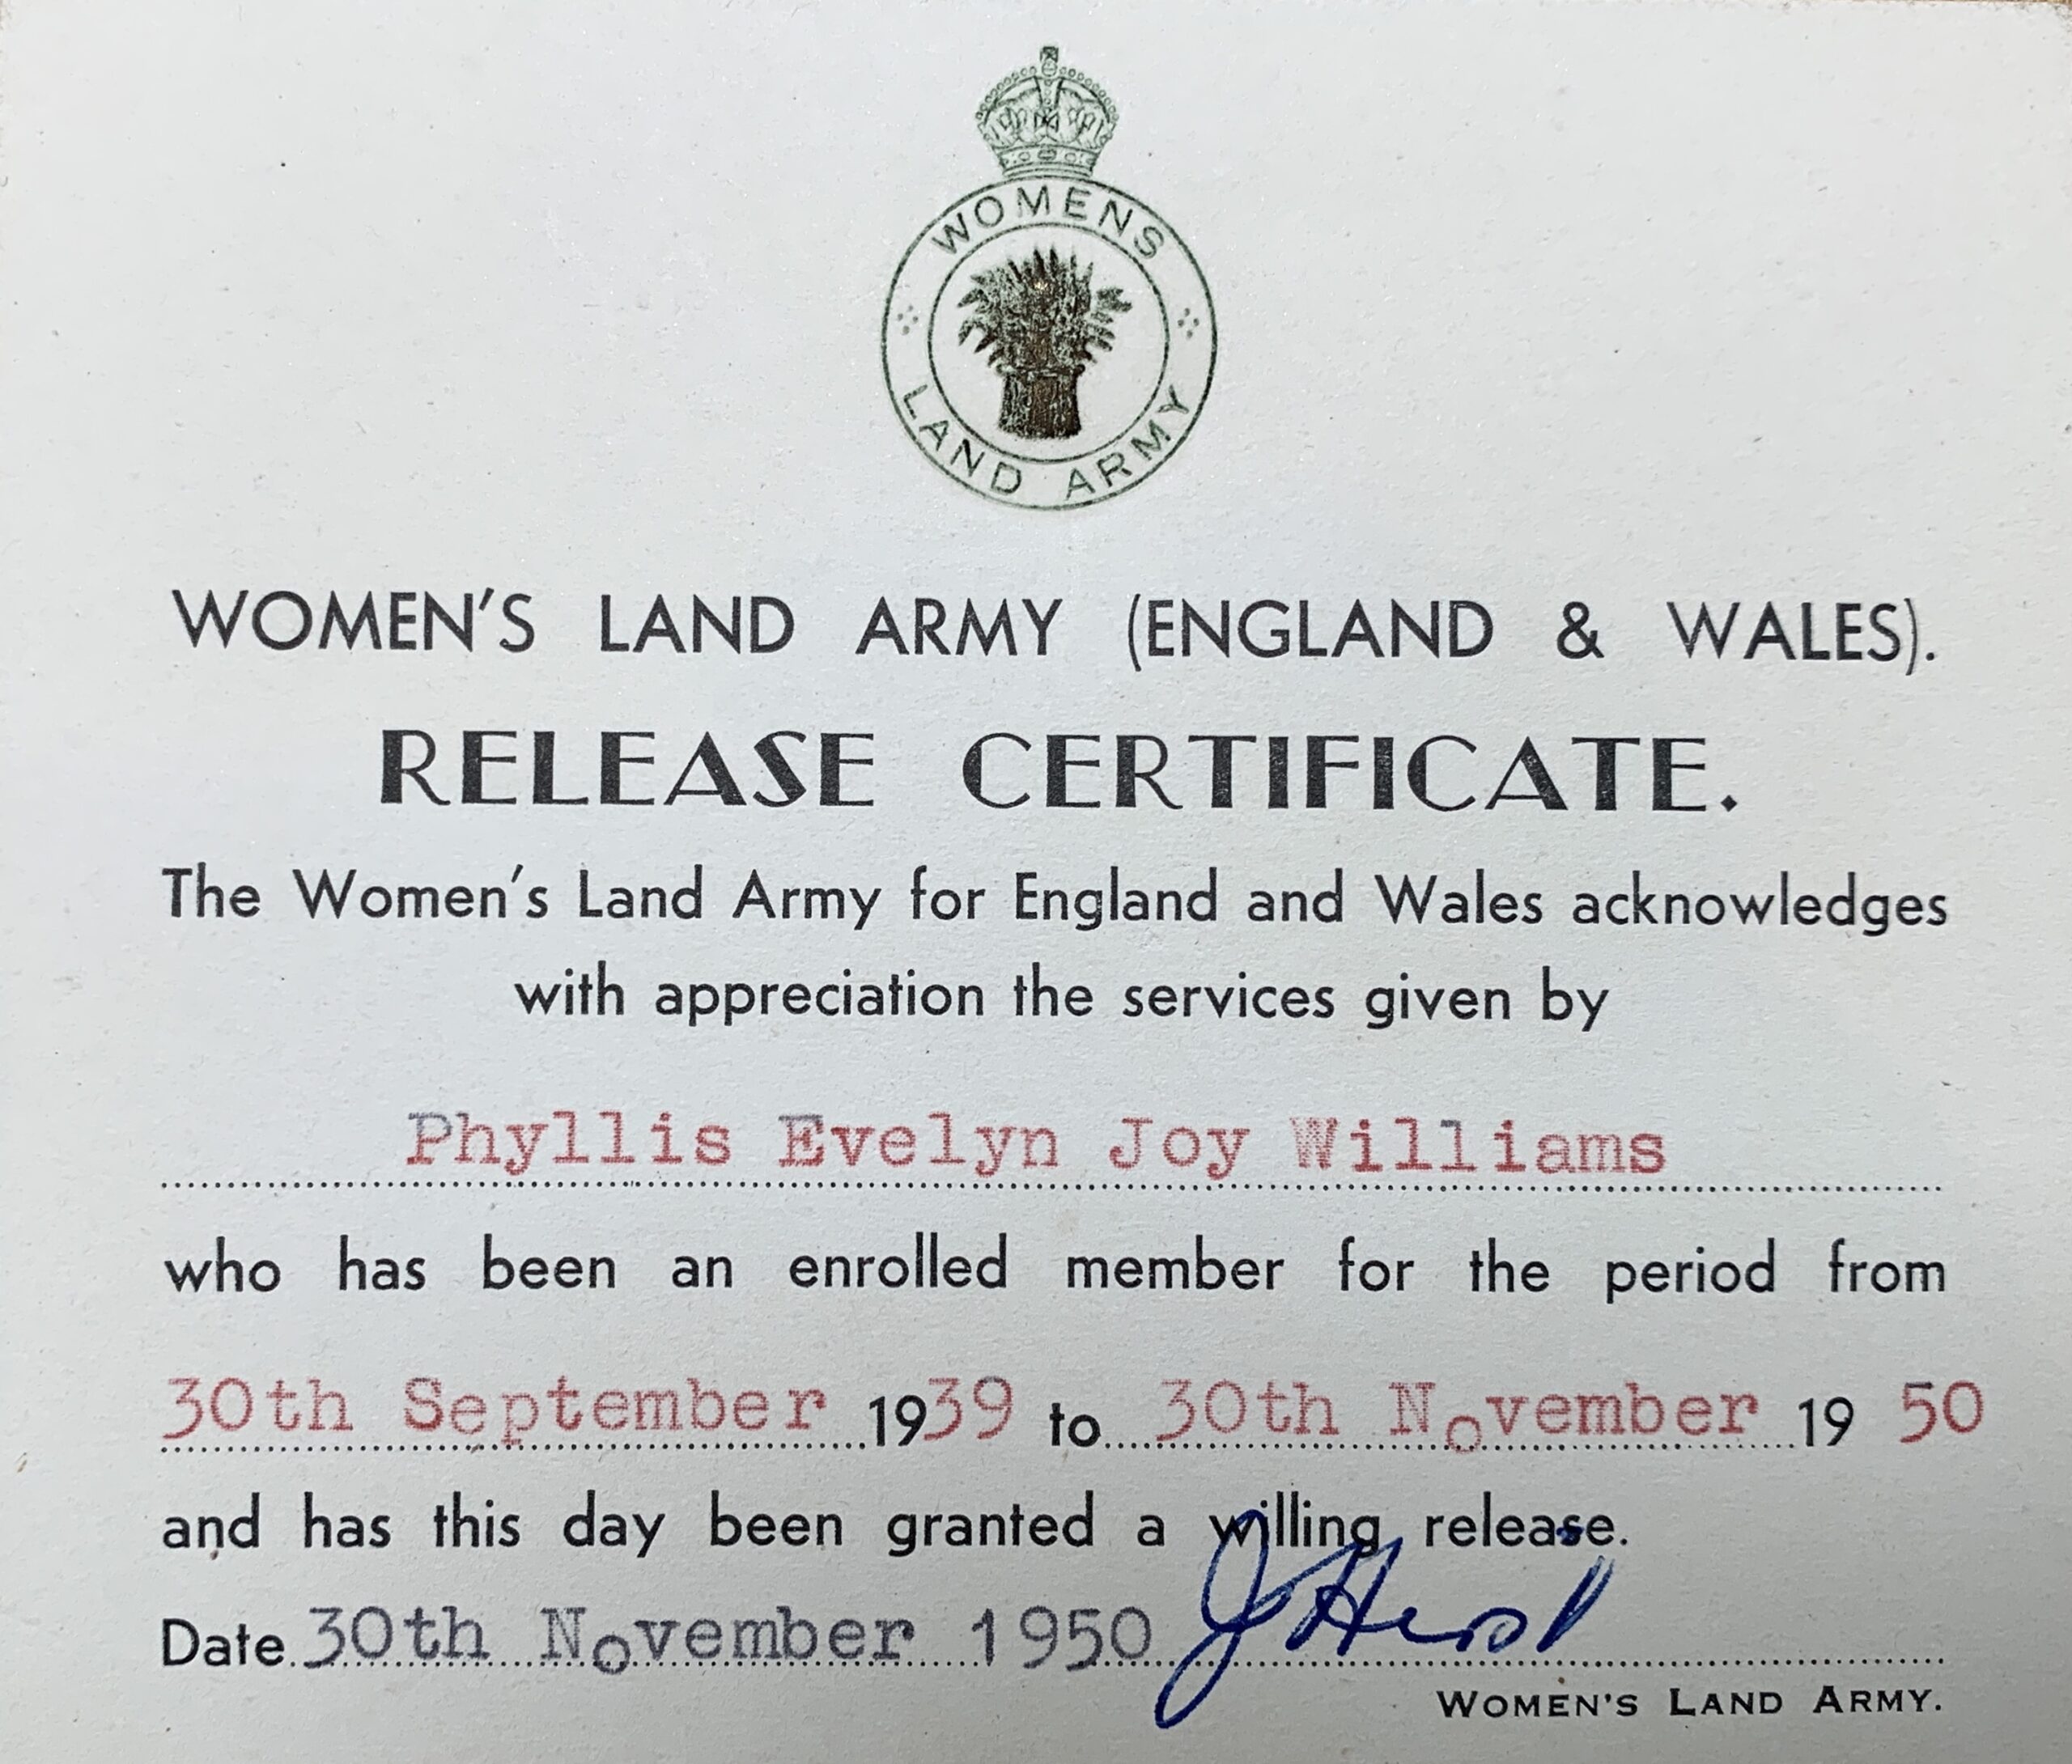 WOMENS
LAND ARMY
WOMEN'S LAND ARMY (ENGLAND & WALES).
RELEASE CERTIFICATE.
The Women's Land Army for England and Wales acknowledges
with appreciation the services given by
Phyllis Evelyn Joy Williams
who has been an enrolled member for the period from
30th September 1939 to 30th November 19 50
and has this day been granted a willing release.
Date 30th November 1950
WOMEN'S LAND ARMY.